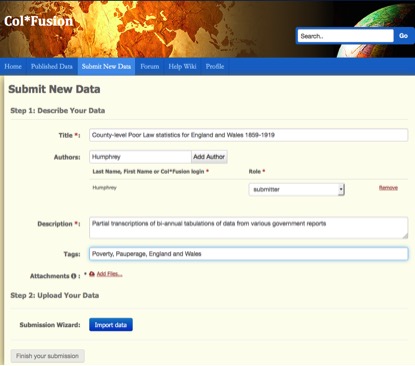 Col*Fusion
Search..
Go
Home Published Data Submit New Data Forum Help Wiki Profile
Submit New Data
Step 1: Describe Your Data
Title *: County-level Poor Law statistics for England and Wales 1859-1919
Authors: Humphrey Add Author
Last Name, First Name or Col*Fusion login * Role *
Humphrey submitter Remove
Description *: Partial transcriptions of bi-annual tabulations of data from various government reports
Tags: Poverty, Pauperage, England and Wales
Attachments : * Add Files...
Step 2: Upload Your Data
Submission Wizard: Import data
Finish your submission